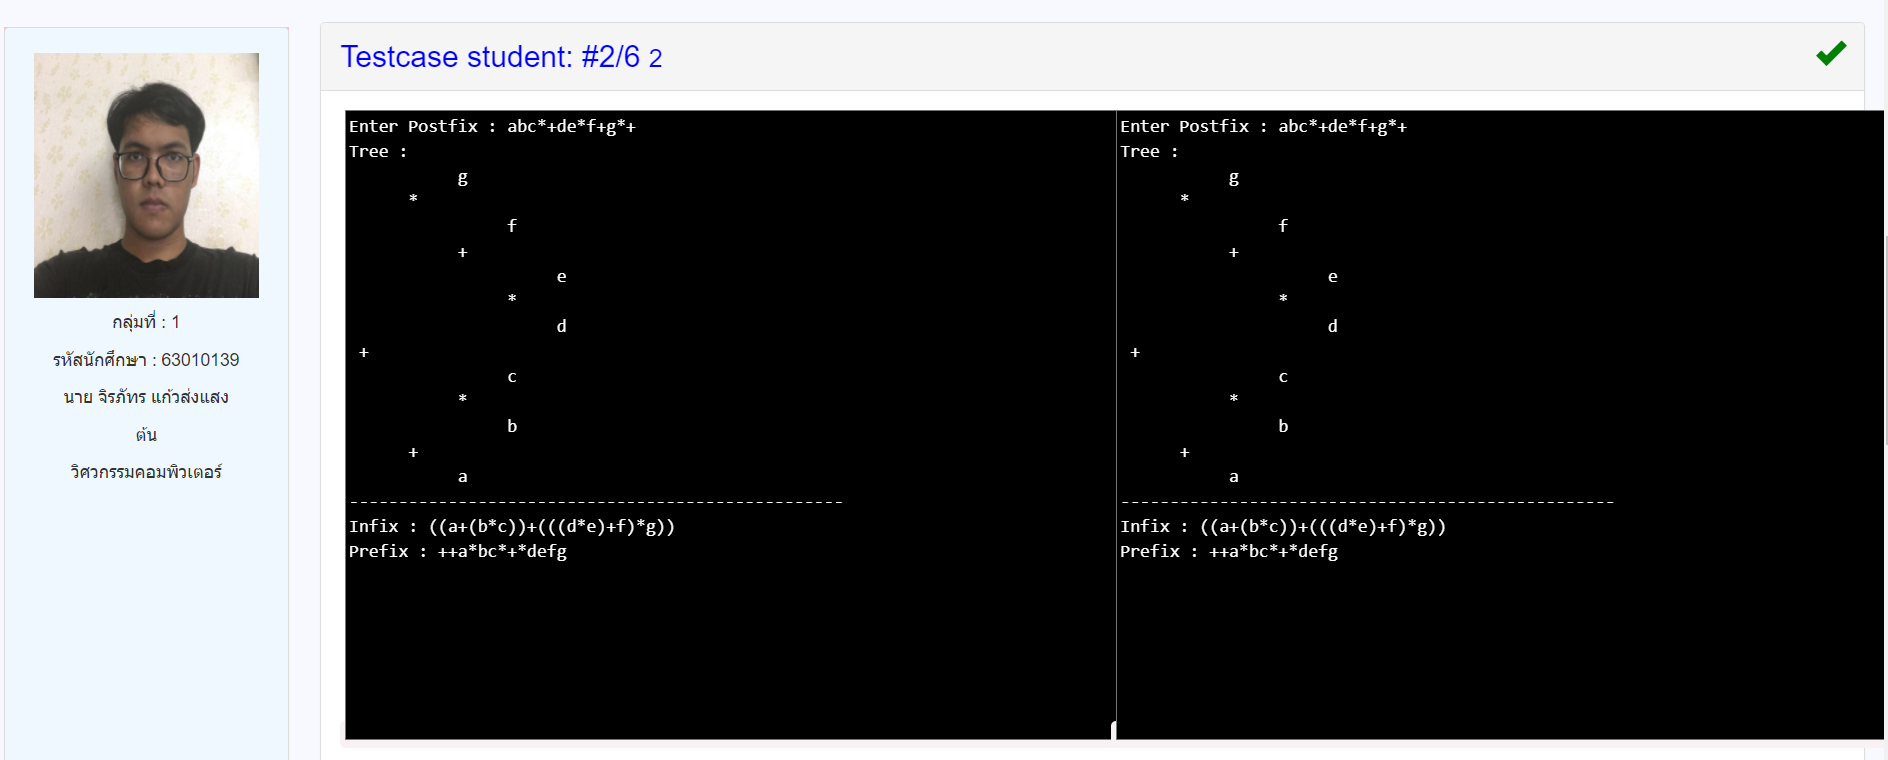 กลุ่มที่ : 1
รหัสนักศึกษา : 63010139
นาย จิรภัทร แก้วส่งแสง
ต้น
วิศวกรรมคอมพิวเตอร์
Testcase student: #2/6 2
Enter Postfix : abc*+de*f+g*+
Tree :
g
*
f
+
e
*
d
+
c
*
b
+
a
--------------------------------------------------
Infix : ((a+(b*c))+(((d*e)+f)*g))
Prefix : ++a*bc*+*defg
Enter Postfix : abc*+de*f+g*+
Tree :
g
*
f
+
e
*
d
+
c
*
b
+
a
--------------------------------------------------
Infix : ((a+(b*c))+(((d*e)+f)*g))
Prefix : ++a*bc*+*defg